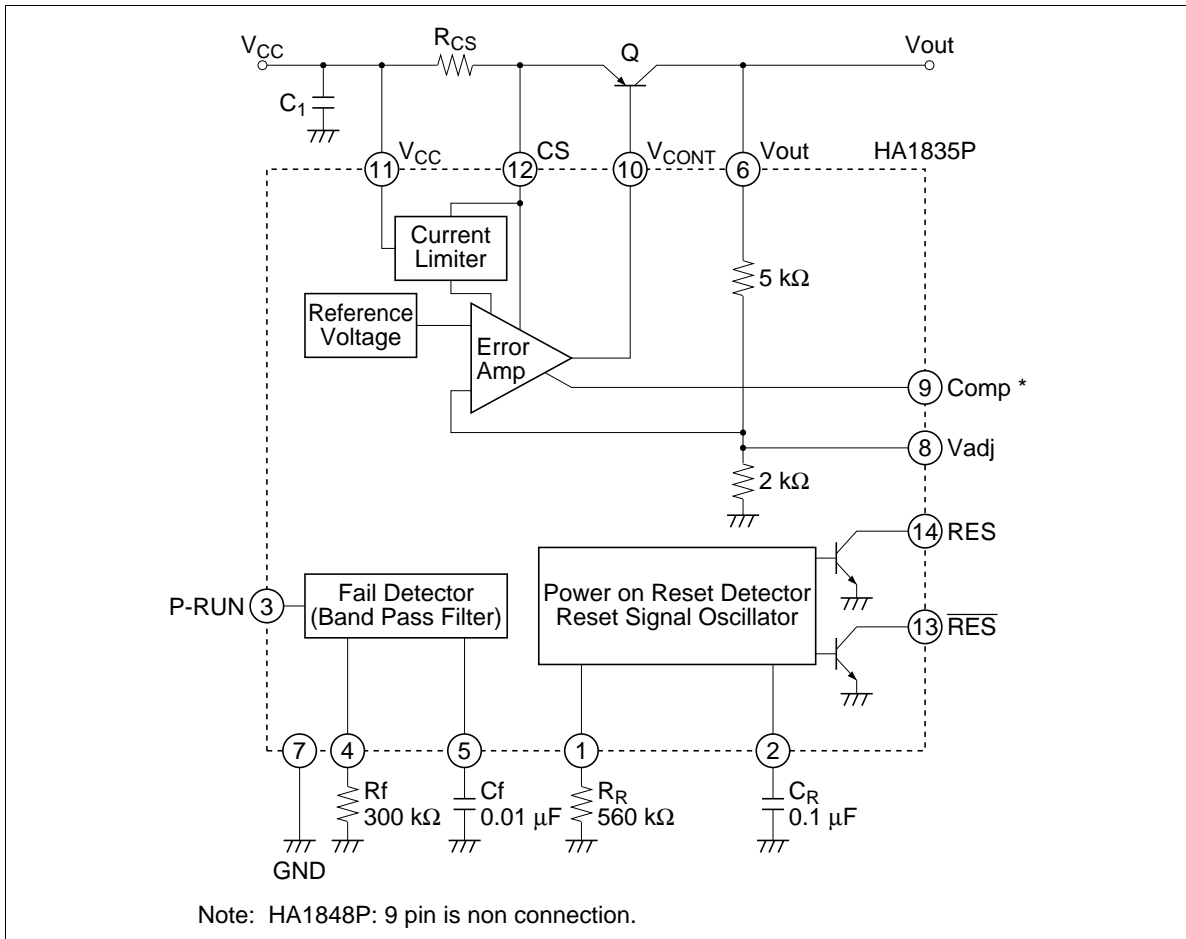 V_CC
R_CS
Q
Vout
C_1
11
V_CC
12
CS
10
V_CONT
6
Vout
HA1835P
Current
Limiter
5 kΩ
Reference
Voltage
Error
Amp
9
Comp *
8
Vadj
2 kΩ
14
RES
P-RUN
3
Fail Detector
(Band Pass Filter)
Power on Reset Detector
Reset Signal Oscillator
13
R̅E̅S̅
7
4
5
1
2
Rf
300 kΩ
Cf
0.01 μF
R_R
560 kΩ
C_R
0.1 μF
GND
Note: HA1848P: 9 pin is non connection.